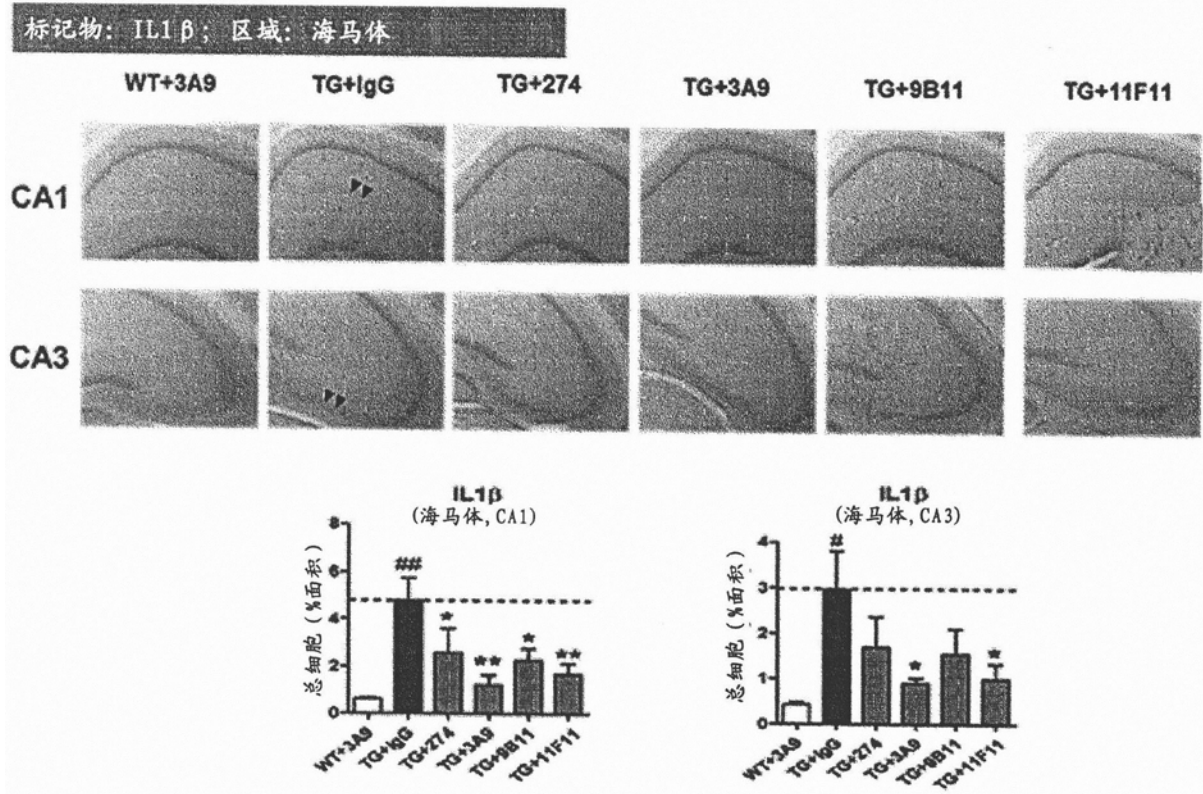 标记物: IL1β; 区域: 海马体
WT+3A9 TG+IgG TG+274 TG+3A9 TG+9B11 TG+11F11
CA1
CA3
IL1β
(海马体,CA1)
总细胞 (%面积)
8
6
4
2
0
##
*
**
*
**
WT+3A9 TG+IgG TG+274 TG+3A9 TG+9B11 TG+11F11
IL1β
(海马体,CA3)
总细胞 (%面积)
4
3
2
1
0
#
*
*
WT+3A9 TG+IgG TG+274 TG+3A9 TG+9B11 TG+11F11